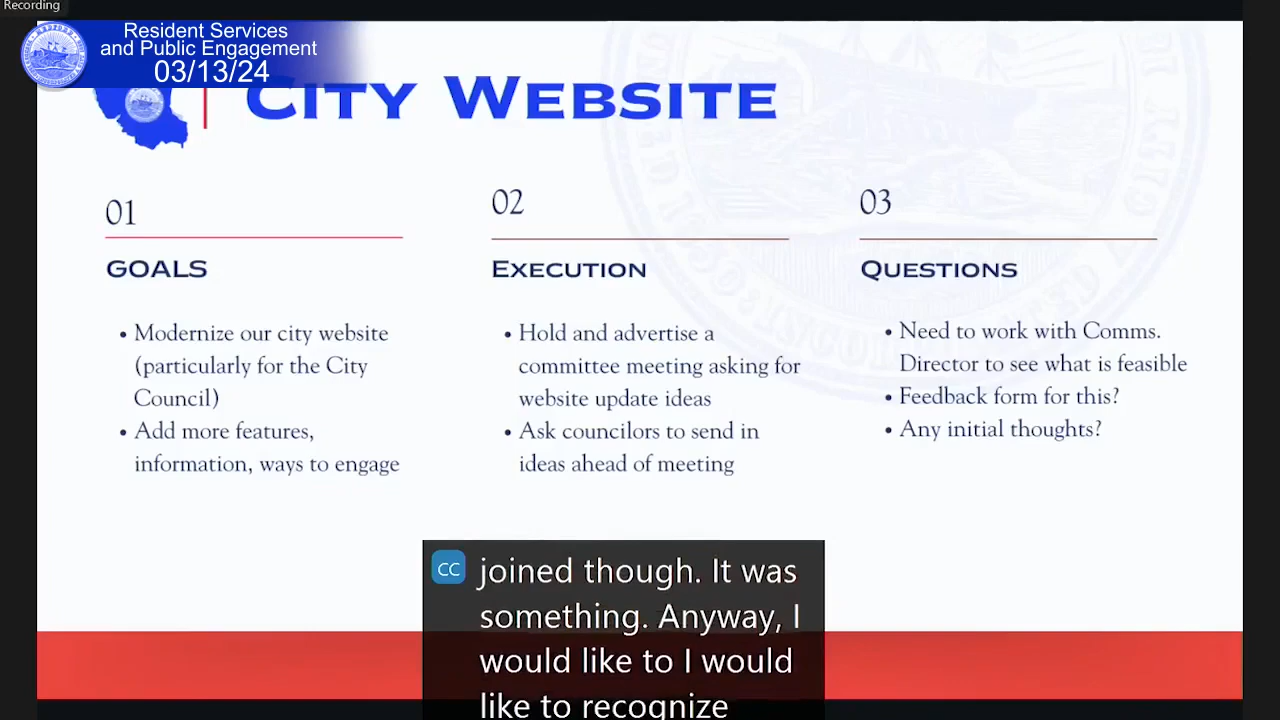 Recording
Resident Services
and Public Engagement
03/13/24
CITY WEBSITE
01
GOALS
• Modernize our city website
(particularly for the City
Council)
• Add more features,
information, ways to engage
02
EXECUTION
• Hold and advertise a
committee meeting asking for
website update ideas
• Ask councilors to send in
ideas ahead of meeting
03
QUESTIONS
• Need to work with Comms.
Director to see what is feasible
• Feedback form for this?
• Any initial thoughts?
CC
joined though. It was
something. Anyway, I
would like to I would
like to recognize